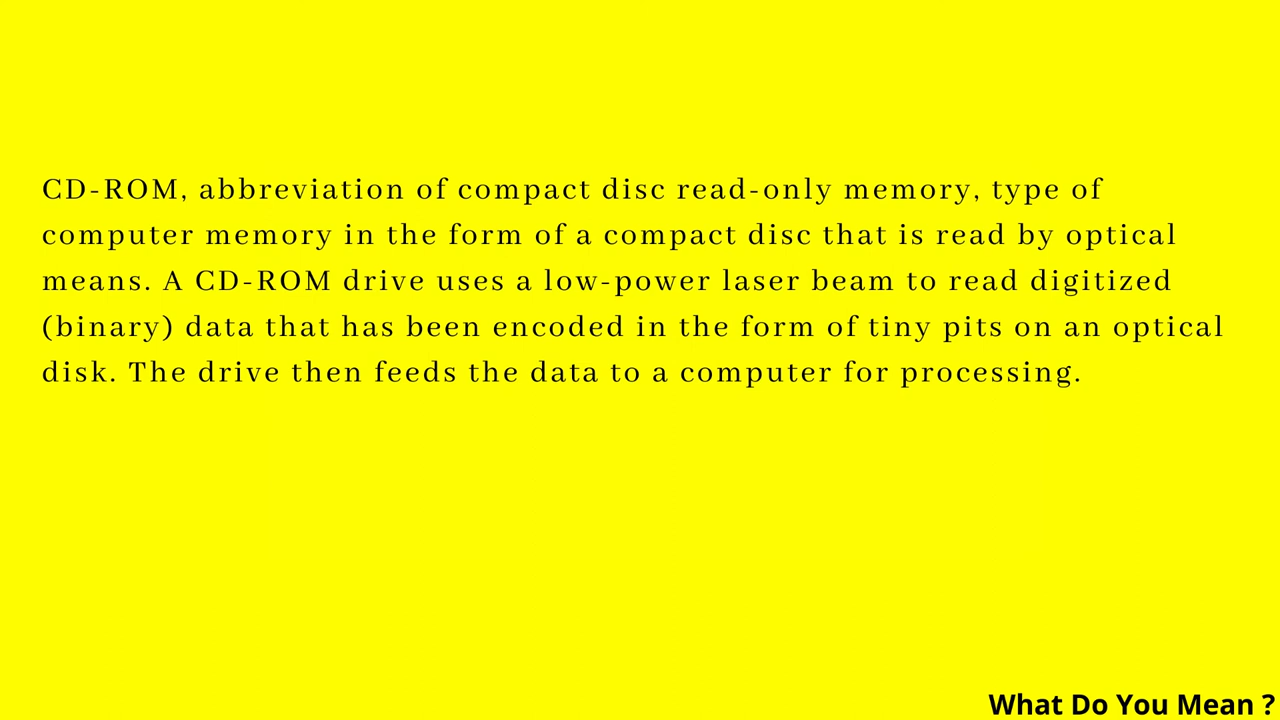 CD-ROM, abbreviation of compact disc read-only memory, type of
computer memory in the form of a compact disc that is read by optical
means. A CD-ROM drive uses a low-power laser beam to read digitized
(binary) data that has been encoded in the form of tiny pits on an optical
disk. The drive then feeds the data to a computer for processing.
What Do You Mean ?